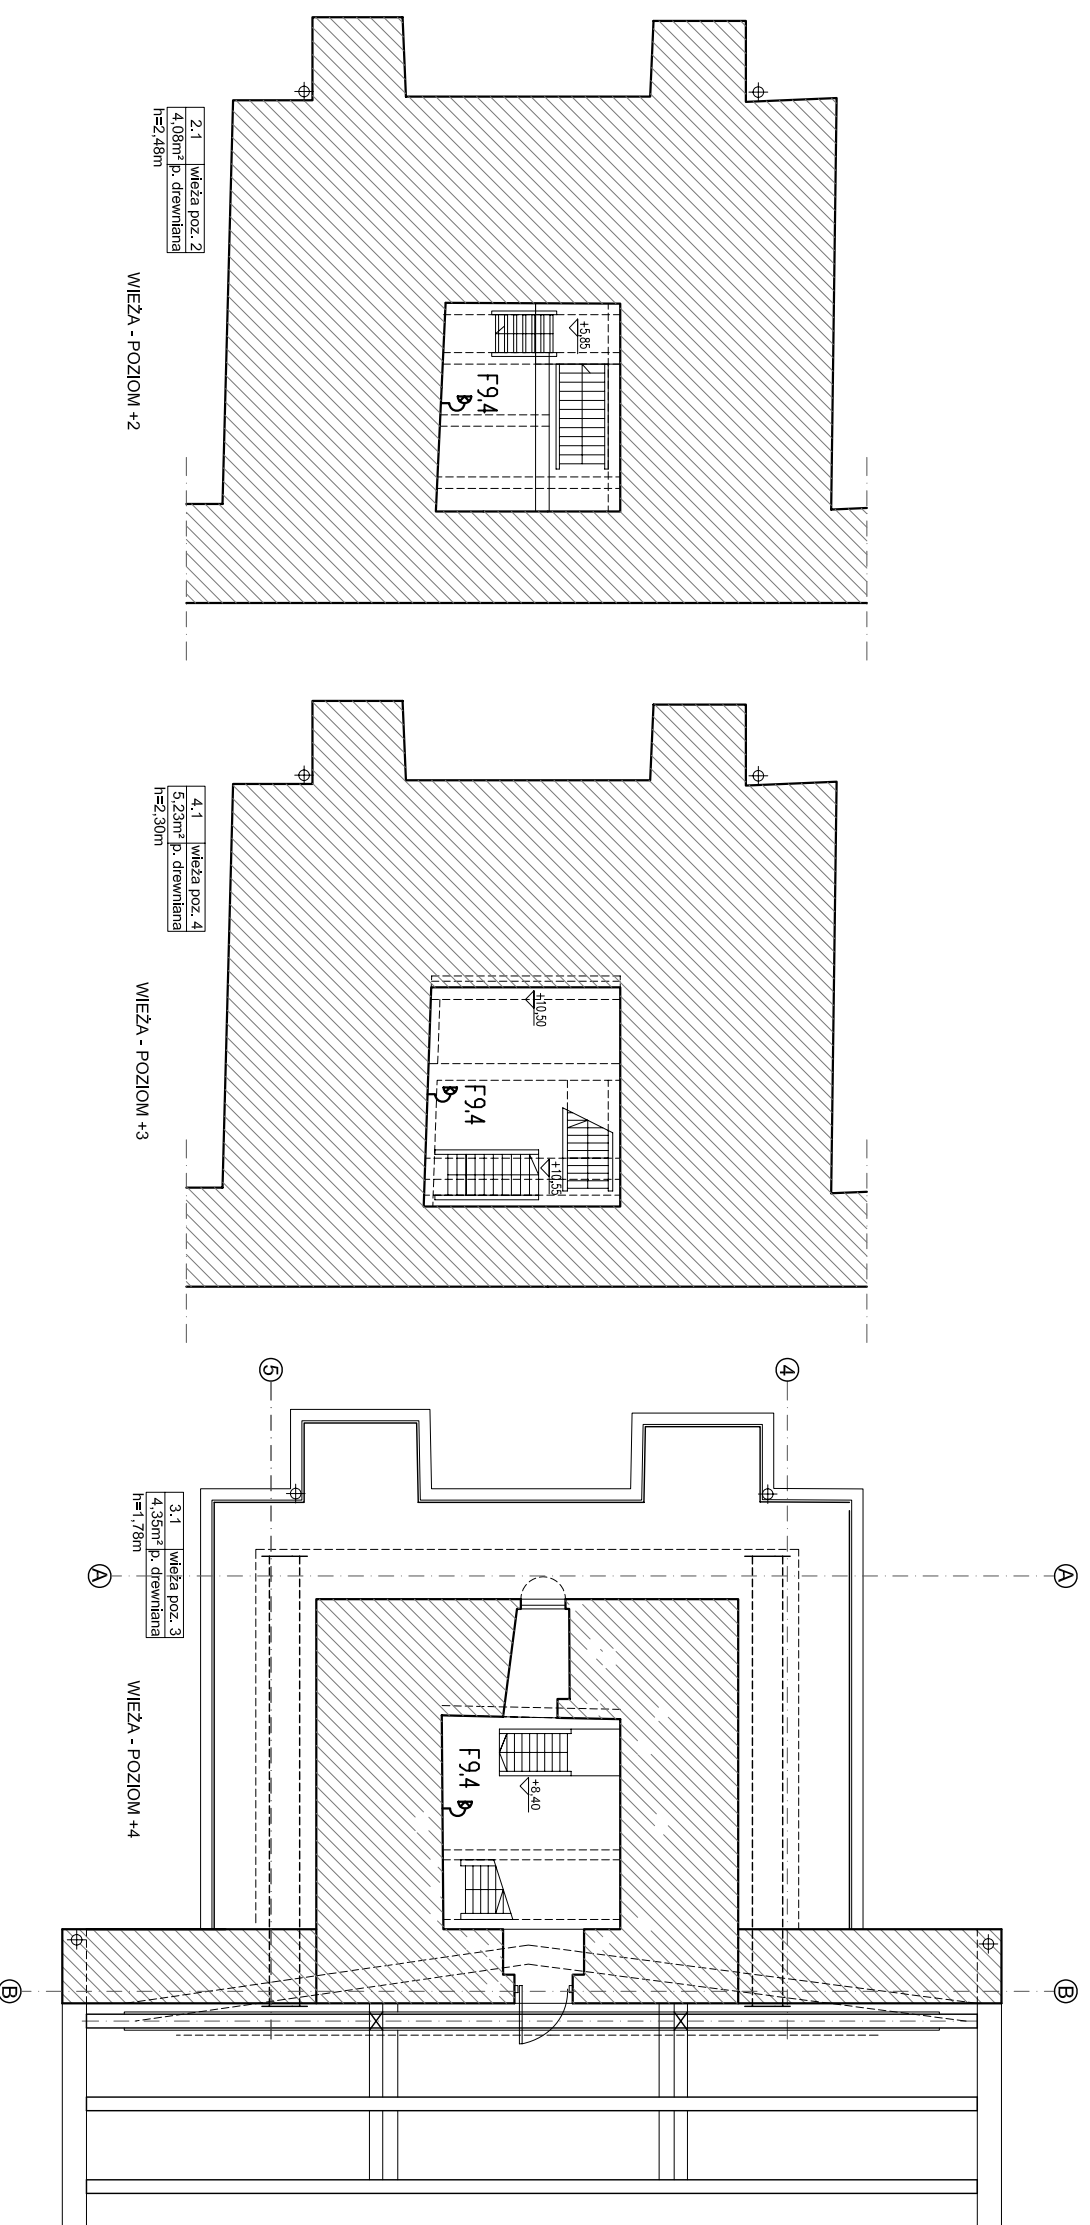 2.1 wieża poz. 2
4,08m² p. drewniana
h=2,48m
WIEŻA - POZIOM +2
+5,85
F9,4
4.1 wieża poz. 4
5,23m² p. drewniana
h=2,30m
WIEŻA - POZIOM +3
+10,50
F9,4
+10,55
5
4
3.1 wieża poz. 3
4,35m² p. drewniana
h=1,78m
WIEŻA - POZIOM +4
A
A
F9,4
+8,40
B
B